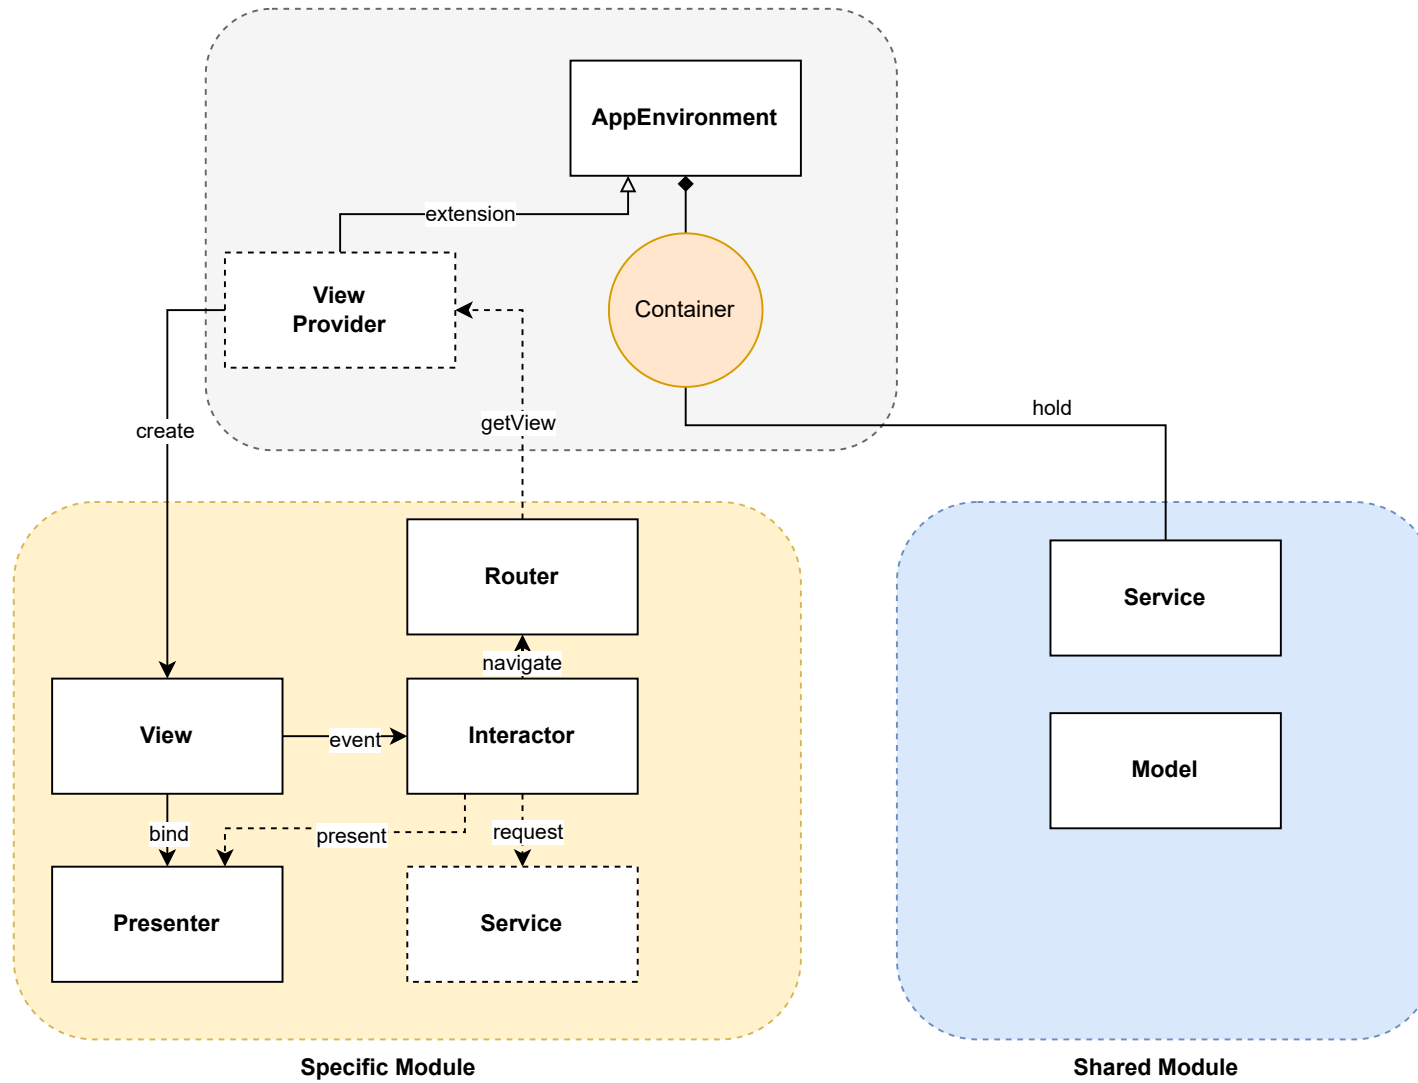 AppEnvironment
extension
View
Provider
Container
create
getView
hold
Router
Service
navigate
View
event
Interactor
Model
bind
present
request
Presenter
Service
Specific Module
Shared Module